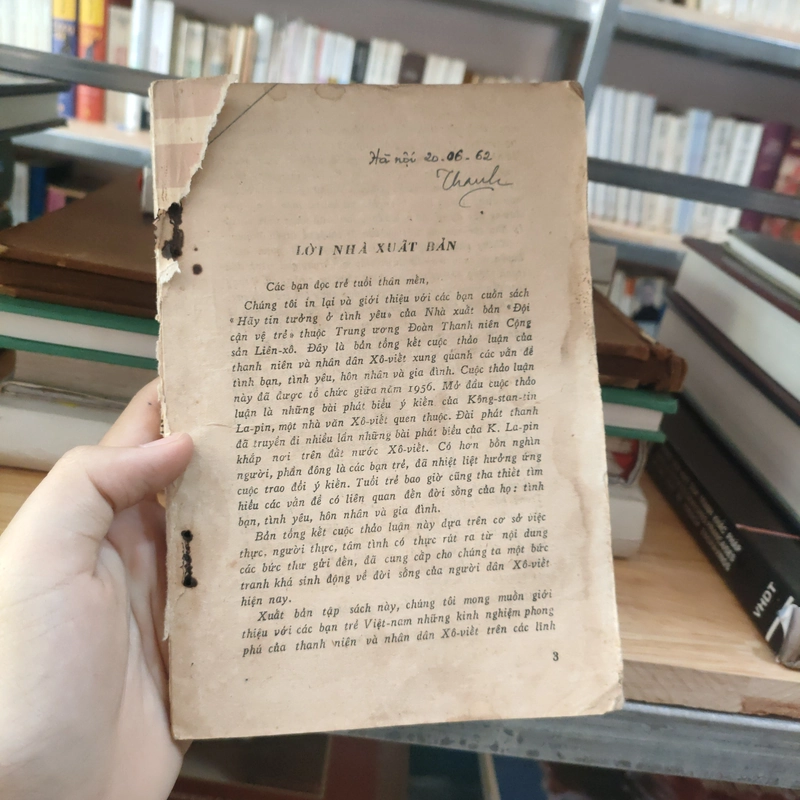 Hà nội 20-06-62
Thanh
LỜI NHÀ XUẤT BẢN
Các bạn đọc trẻ tuổi thân mến,
Chúng tôi in lại và giới thiệu với các bạn cuốn sách
«Hãy tin tưởng ở tình yêu» của Nhà xuất bản "Đội
cận vệ trẻ» thuộc Trung ương Đoàn Thanh niên Cộng
sản Liên-xô. Đây là bản tổng kết cuộc thảo luận của
thanh niên và nhân dân Xô-viết xung quanh các vấn đề
tình bạn, tình yêu, hôn nhân và gia đình. Cuộc thảo luận
này đã được tổ chức giữa năm 1956. Mở đầu cuộc thảo
luận là những bài phát biểu ý kiến của Kông-stan-tin
La-pin, một nhà văn Xô-viết quen thuộc. Đài phát thanh
đã truyền đi nhiều lần những bài phát biểu của K. La-pin
khắp nơi trên đất nước Xô-viết. Có hơn bốn nghìn
người, phần đông là các bạn trẻ, đã nhiệt liệt hưởng ứng
cuộc trao đổi ý kiến. Tuổi trẻ bao giờ cũng tha thiết tìm
hiểu các vấn đề có liên quan đến đời sống của họ: tình
bạn, tình yêu, hôn nhân và gia đình.
Bản tổng kết cuộc thảo luận này dựa trên cơ sở việc
thực, người thực, tâm tình có thực rút ra từ nội dung
các bức thư gửi đến, đã cung cấp cho chúng ta một bức
tranh khá sinh động về đời sống của người dân Xô-viết
hiện nay.
Xuất bản tập sách này, chúng tôi mong muốn giới
thiệu với các bạn trẻ Việt-nam những kinh nghiệm phong
phú của thanh niên và nhân dân Xô-viết trên các lĩnh
3
VHDT